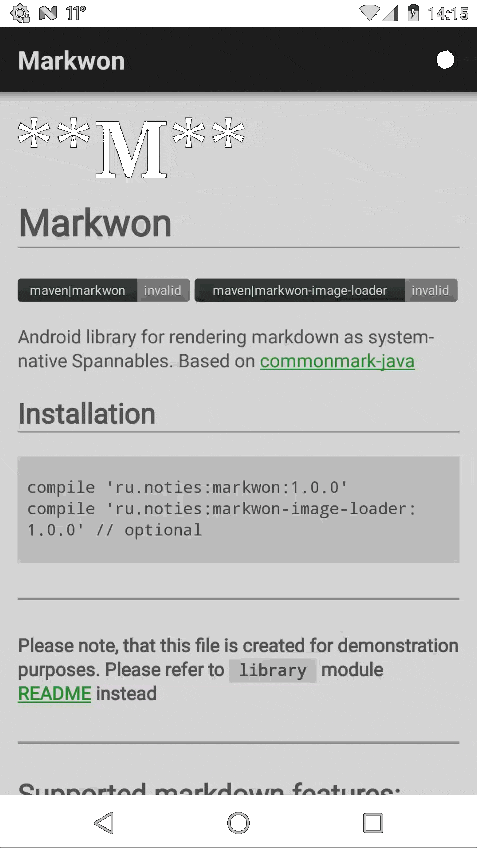 11° 14:15
Markwon
**M**
Markwon
maven|markwon invalid maven|markwon-image-loader invalid
Android library for rendering markdown as system-
native Spannables. Based on commonmark-java
Installation
compile 'ru.noties:markwon:1.0.0'
compile 'ru.noties:markwon-image-loader:
1.0.0' // optional
Please note, that this file is created for demonstration
purposes. Please refer to library module
README instead
Supported markdown features: